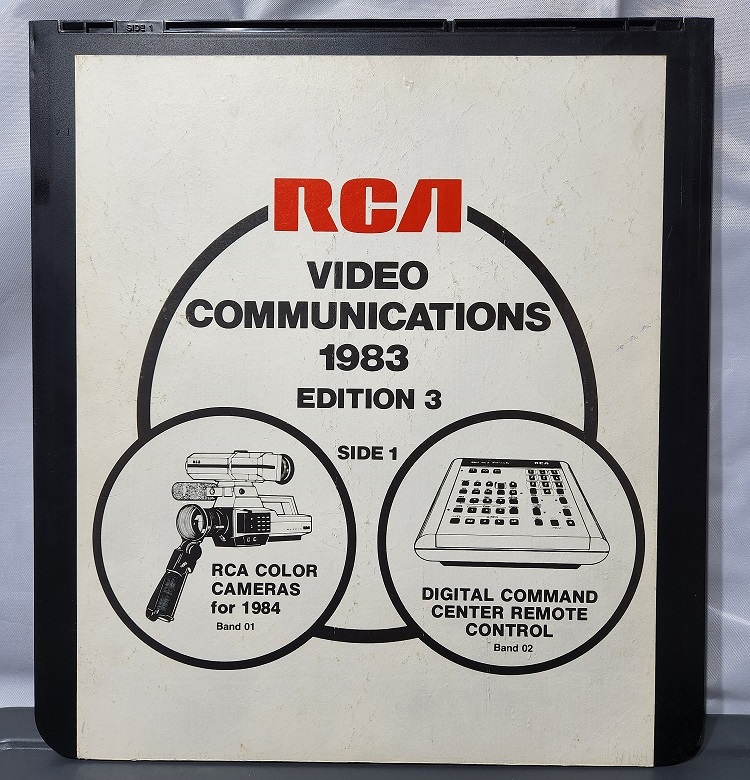 SIDE 1
RCA
VIDEO
COMMUNICATIONS
1983
EDITION 3
SIDE 1
RCA COLOR
CAMERAS
for 1984
Band 01
RCA
DIGITAL COMMAND
CENTER REMOTE
CONTROL
Band 02